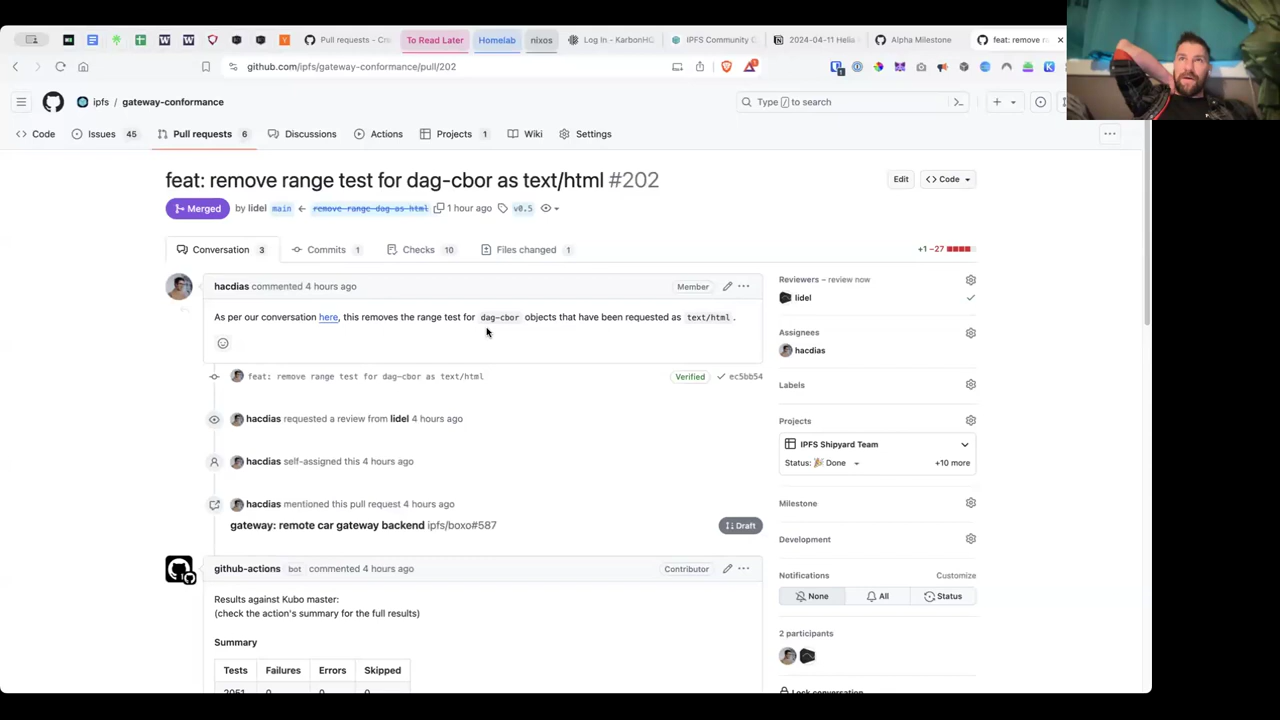 Pull requests - Cr
To Read Later
Homelab
nixos
Log In - KarbonHQ
IPFS Community C
2024-04-11 Helia
Alpha Milestone
feat: remove ra
github.com/ipfs/gateway-conformance/pull/202
ipfs / gateway-conformance
Type / to search
Code
Issues 45
Pull requests 6
Discussions
Actions
Projects 1
Wiki
Settings
feat: remove range test for dag-cbor as text/html #202
Edit
Code
Merged
by lidel main ← remove-range-dag-as-html 1 hour ago v0.5
Conversation 3
Commits 1
Checks 10
Files changed 1
+1 −27
hacdias commented 4 hours ago
Member
As per our conversation here, this removes the range test for dag-cbor objects that have been requested as text/html.
feat: remove range test for dag-cbor as text/html
Verified
ec5bb54
hacdias requested a review from lidel 4 hours ago
hacdias self-assigned this 4 hours ago
hacdias mentioned this pull request 4 hours ago
gateway: remote car gateway backend ipfs/boxo#587
Draft
github-actions bot commented 4 hours ago
Contributor
Results against Kubo master:
(check the action's summary for the full results)
Summary
Tests Failures Errors Skipped
2051 0 0 0
Reviewers – review now
lidel
Assignees
hacdias
Labels
Projects
IPFS Shipyard Team
Status: Done
+10 more
Milestone
Development
Notifications
Customize
None
All
Status
2 participants
Lock conversation